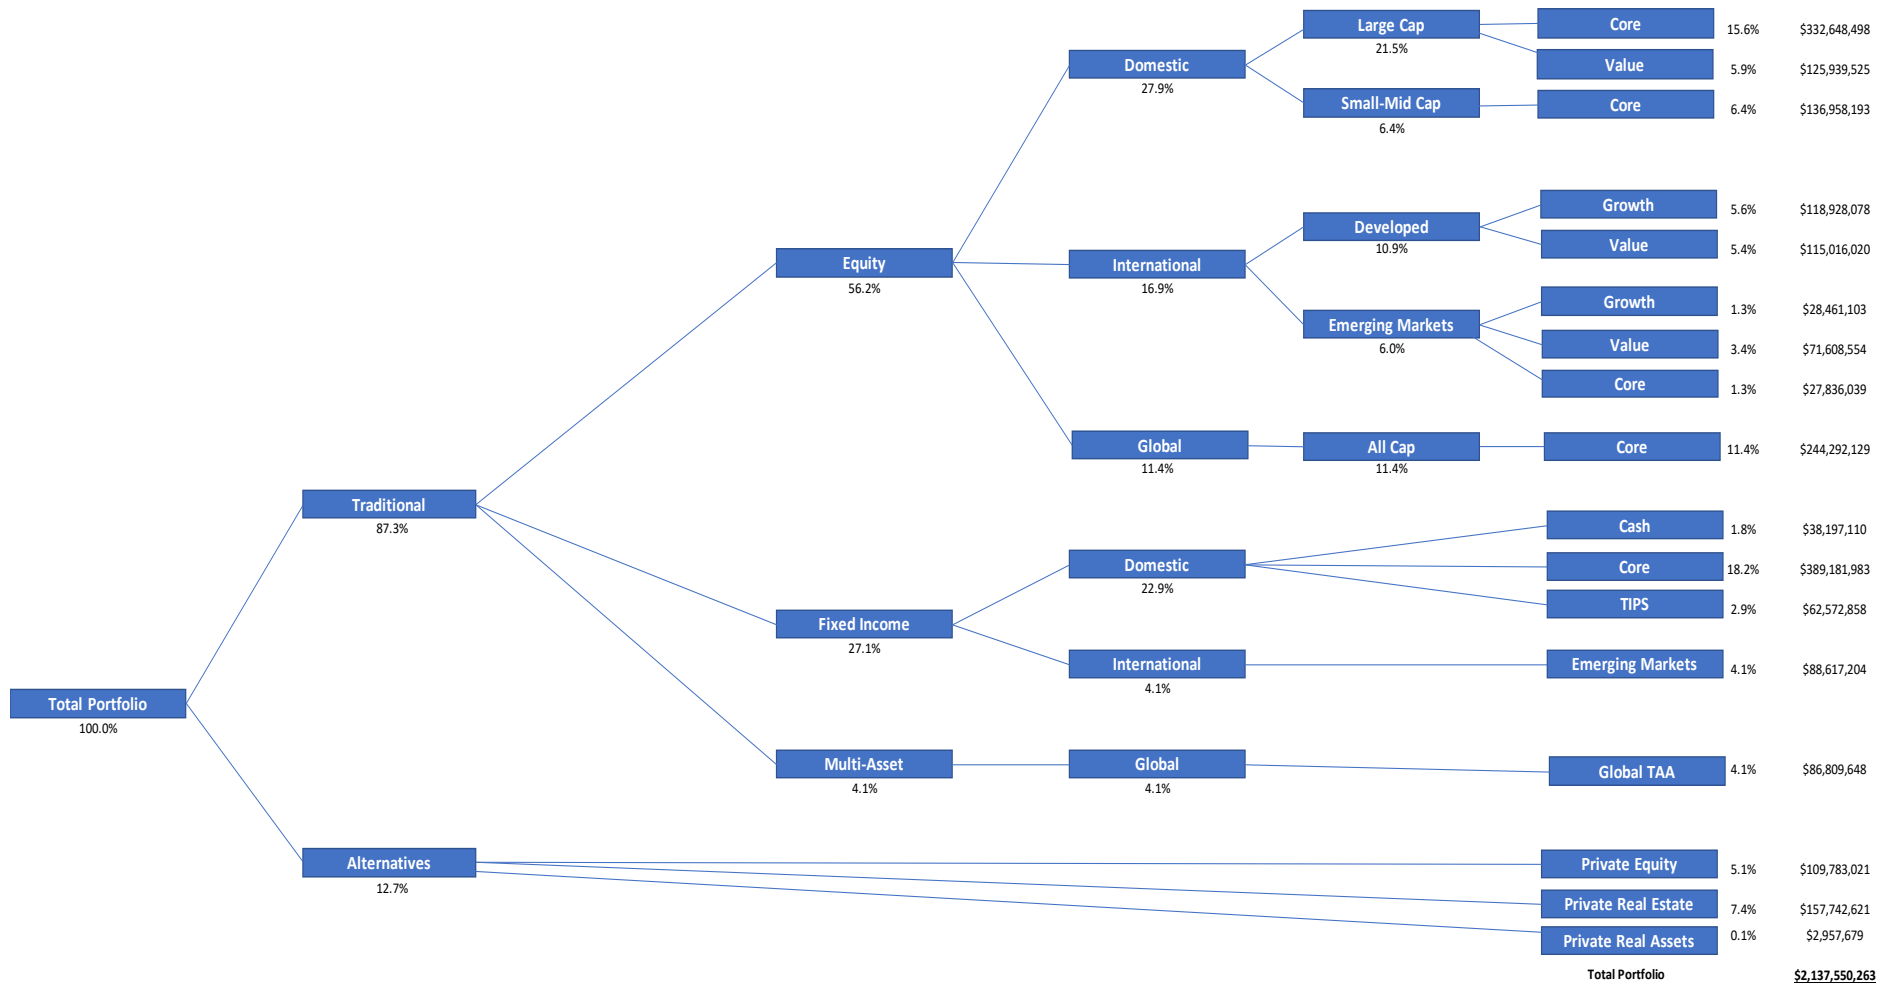 Large Cap
21.5%
Core
15.6% $332,648,498
Domestic
27.9%
Value
5.9% $125,939,525
Small-Mid Cap
6.4%
Core
6.4% $136,958,193
Growth
5.6% $118,928,078
Developed
10.9%
Value
5.4% $115,016,020
Equity
56.2%
International
16.9%
Growth
1.3% $28,461,103
Emerging Markets
6.0%
Value
3.4% $71,608,554
Core
1.3% $27,836,039
Global
11.4%
All Cap
11.4%
Core
11.4% $244,292,129
Traditional
87.3%
Cash
1.8% $38,197,110
Domestic
22.9%
Core
18.2% $389,181,983
TIPS
2.9% $62,572,858
Fixed Income
27.1%
International
4.1%
Emerging Markets
4.1% $88,617,204
Total Portfolio
100.0%
Multi-Asset
4.1%
Global
4.1%
Global TAA
4.1% $86,809,648
Alternatives
12.7%
Private Equity
5.1% $109,783,021
Private Real Estate
7.4% $157,742,621
Private Real Assets
0.1% $2,957,679
Total Portfolio $2,137,550,263